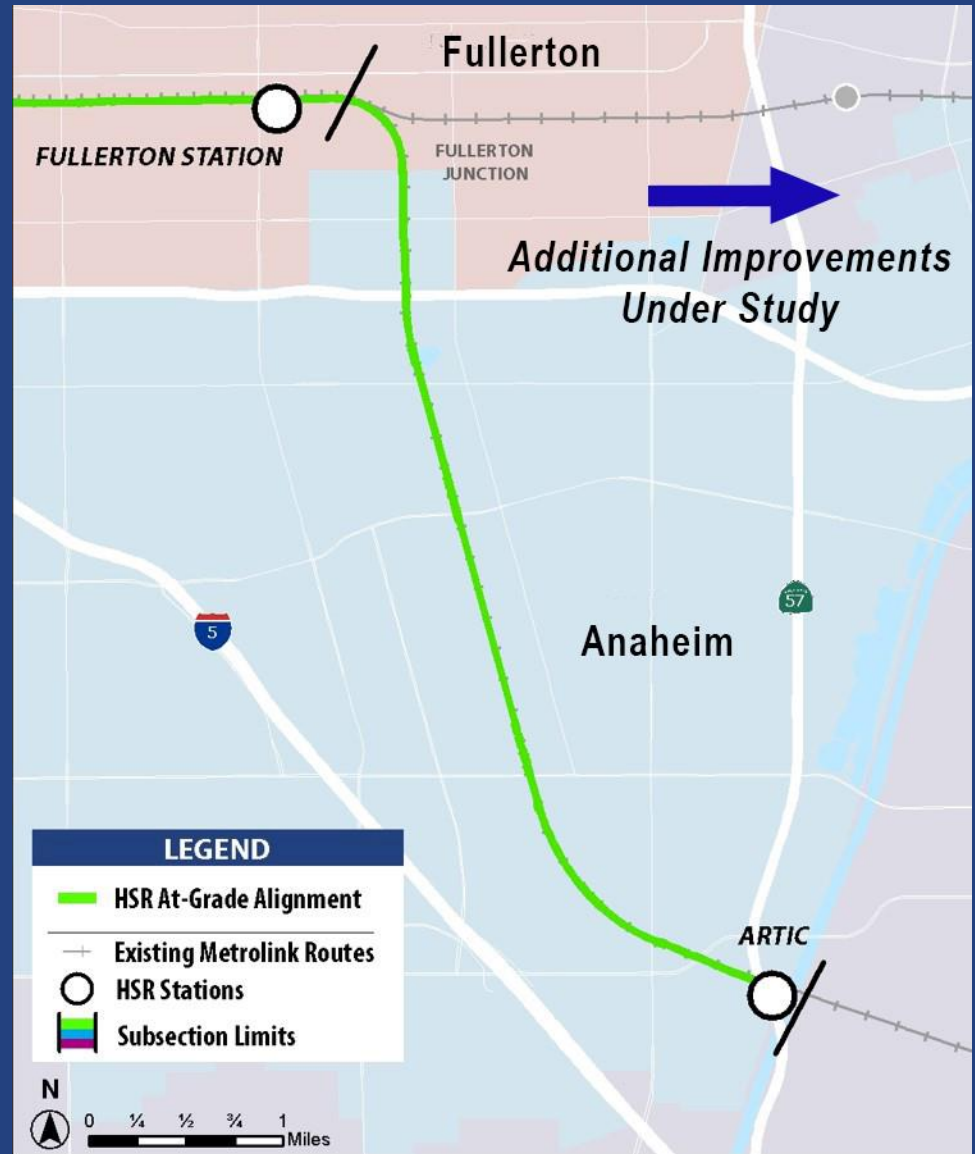 Fullerton
FULLERTON STATION
FULLERTON
JUNCTION
Additional Improvements
Under Study
57
5
Anaheim
LEGEND
HSR At-Grade Alignment
Existing Metrolink Routes
HSR Stations
Subsection Limits
ARTIC
N
0 ¼ ½ ¾ 1
Miles